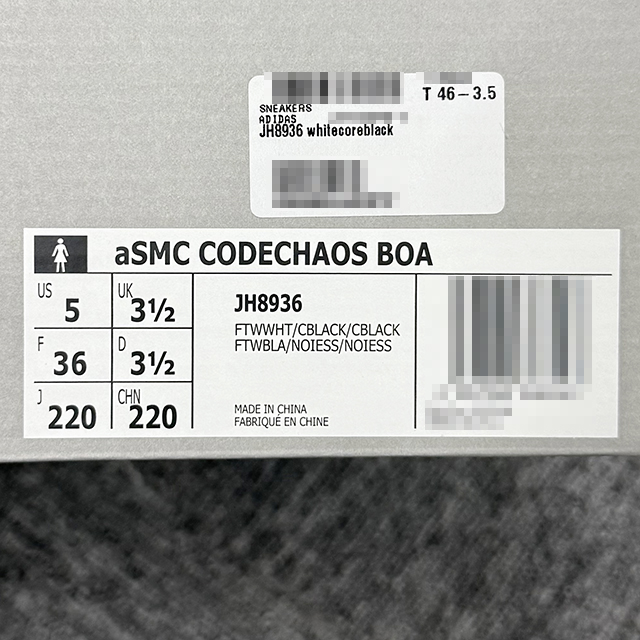 T 46-3.5
SNEAKERS
ADIDAS
JH8936 whitecoreblack
aSMC CODECHAOS BOA
US 5
UK 3½
F 36
D 3½
J 220
CHN 220
JH8936
FTWWHT/CBLACK/CBLACK
FTWBLA/NOIESS/NOIESS
MADE IN CHINA
FABRIQUÉ EN CHINE